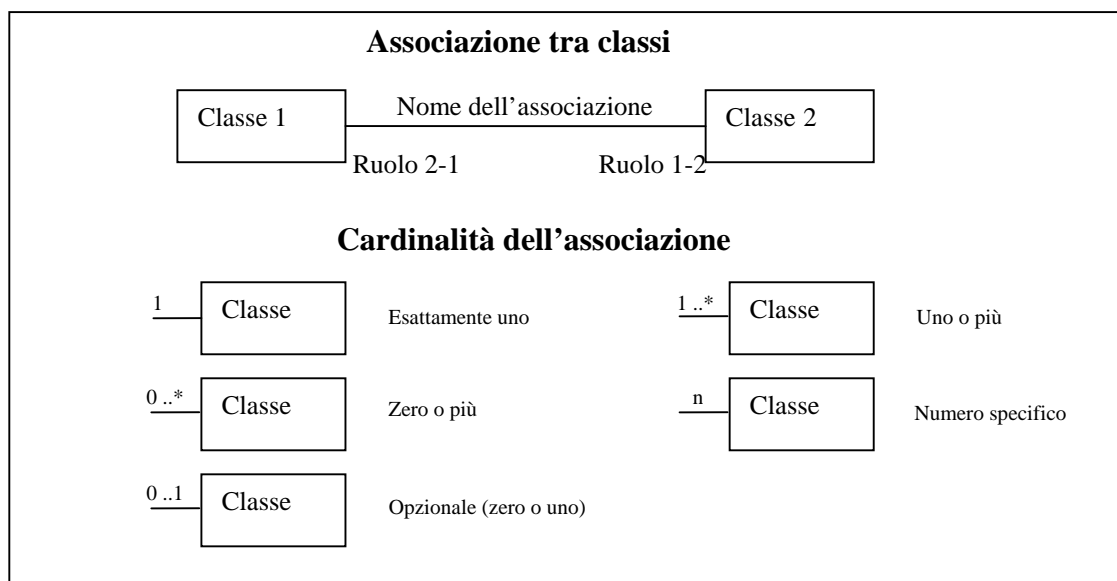 Associazione tra classi
Classe 1
Nome dell’associazione
Classe 2
Ruolo 2-1
Ruolo 1-2
Cardinalità dell’associazione
1
Classe
Esattamente uno
1 ..*
Classe
Uno o più
0 ..*
Classe
Zero o più
n
Classe
Numero specifico
0 ..1
Classe
Opzionale (zero o uno)